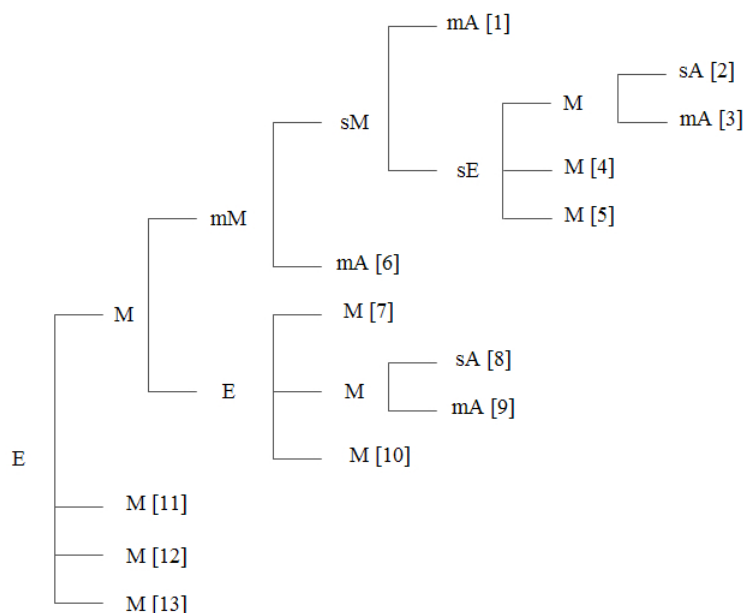 mA [1]
sA [2]
M
mA [3]
sM
sE
M [4]
M [5]
mM
mA [6]
M
M [7]
sA [8]
E
M
mA [9]
E
M [10]
M [11]
M [12]
M [13]